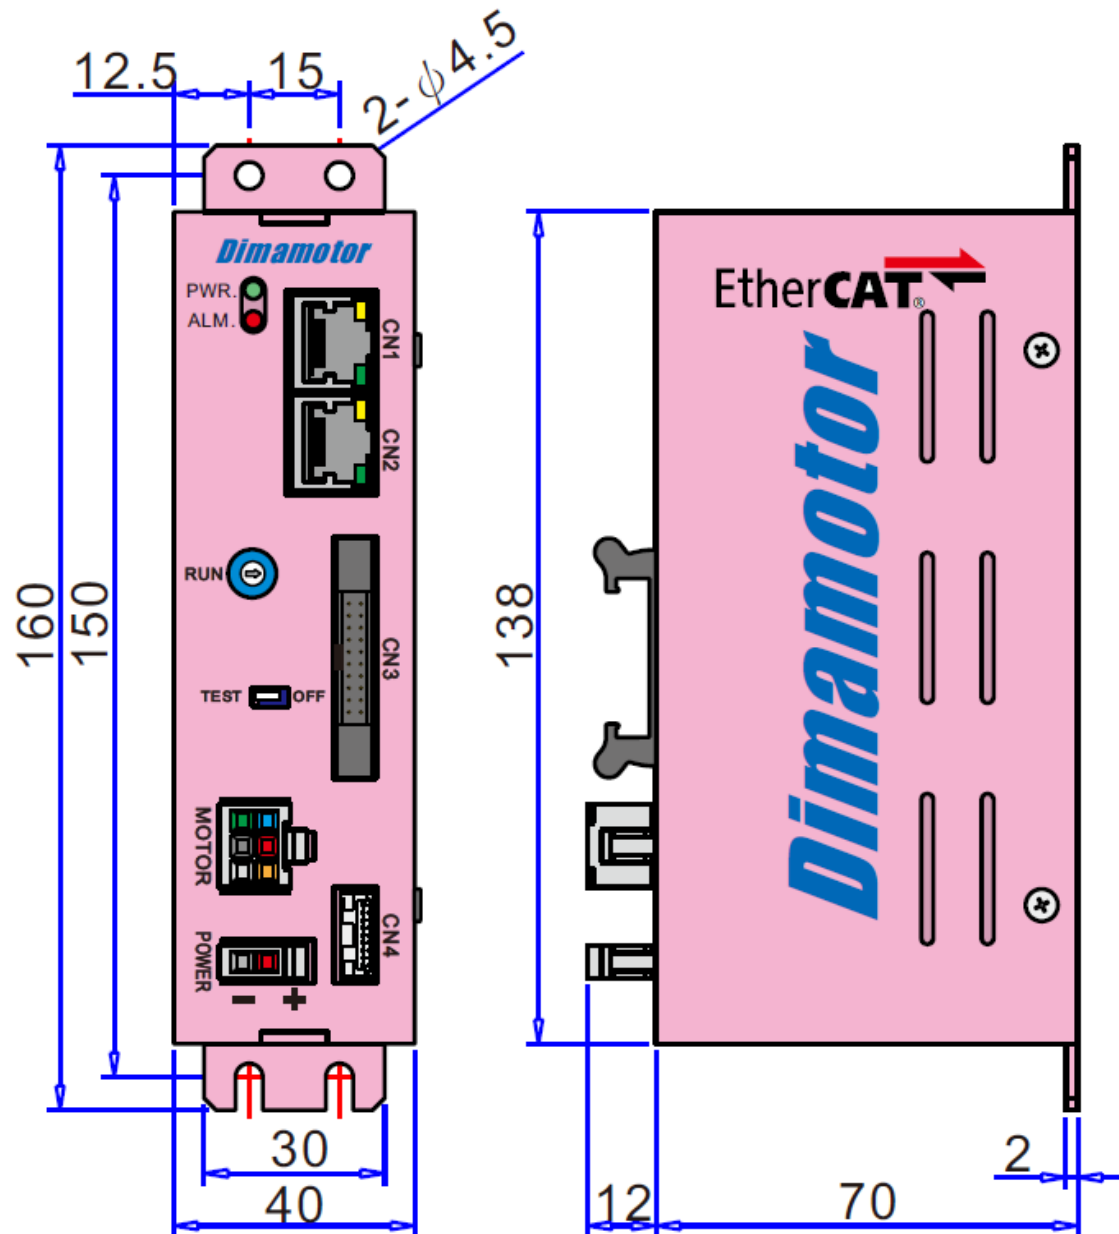 12.5
15
2-ϕ4.5
Dimamotor
PWR.
ALM.
CN1
CN2
RUN
CN3
TEST
OFF
MOTOR
CN4
POWER
- +
160
150
30
40
EtherCAT®
Dimamotor
138
12
70
2